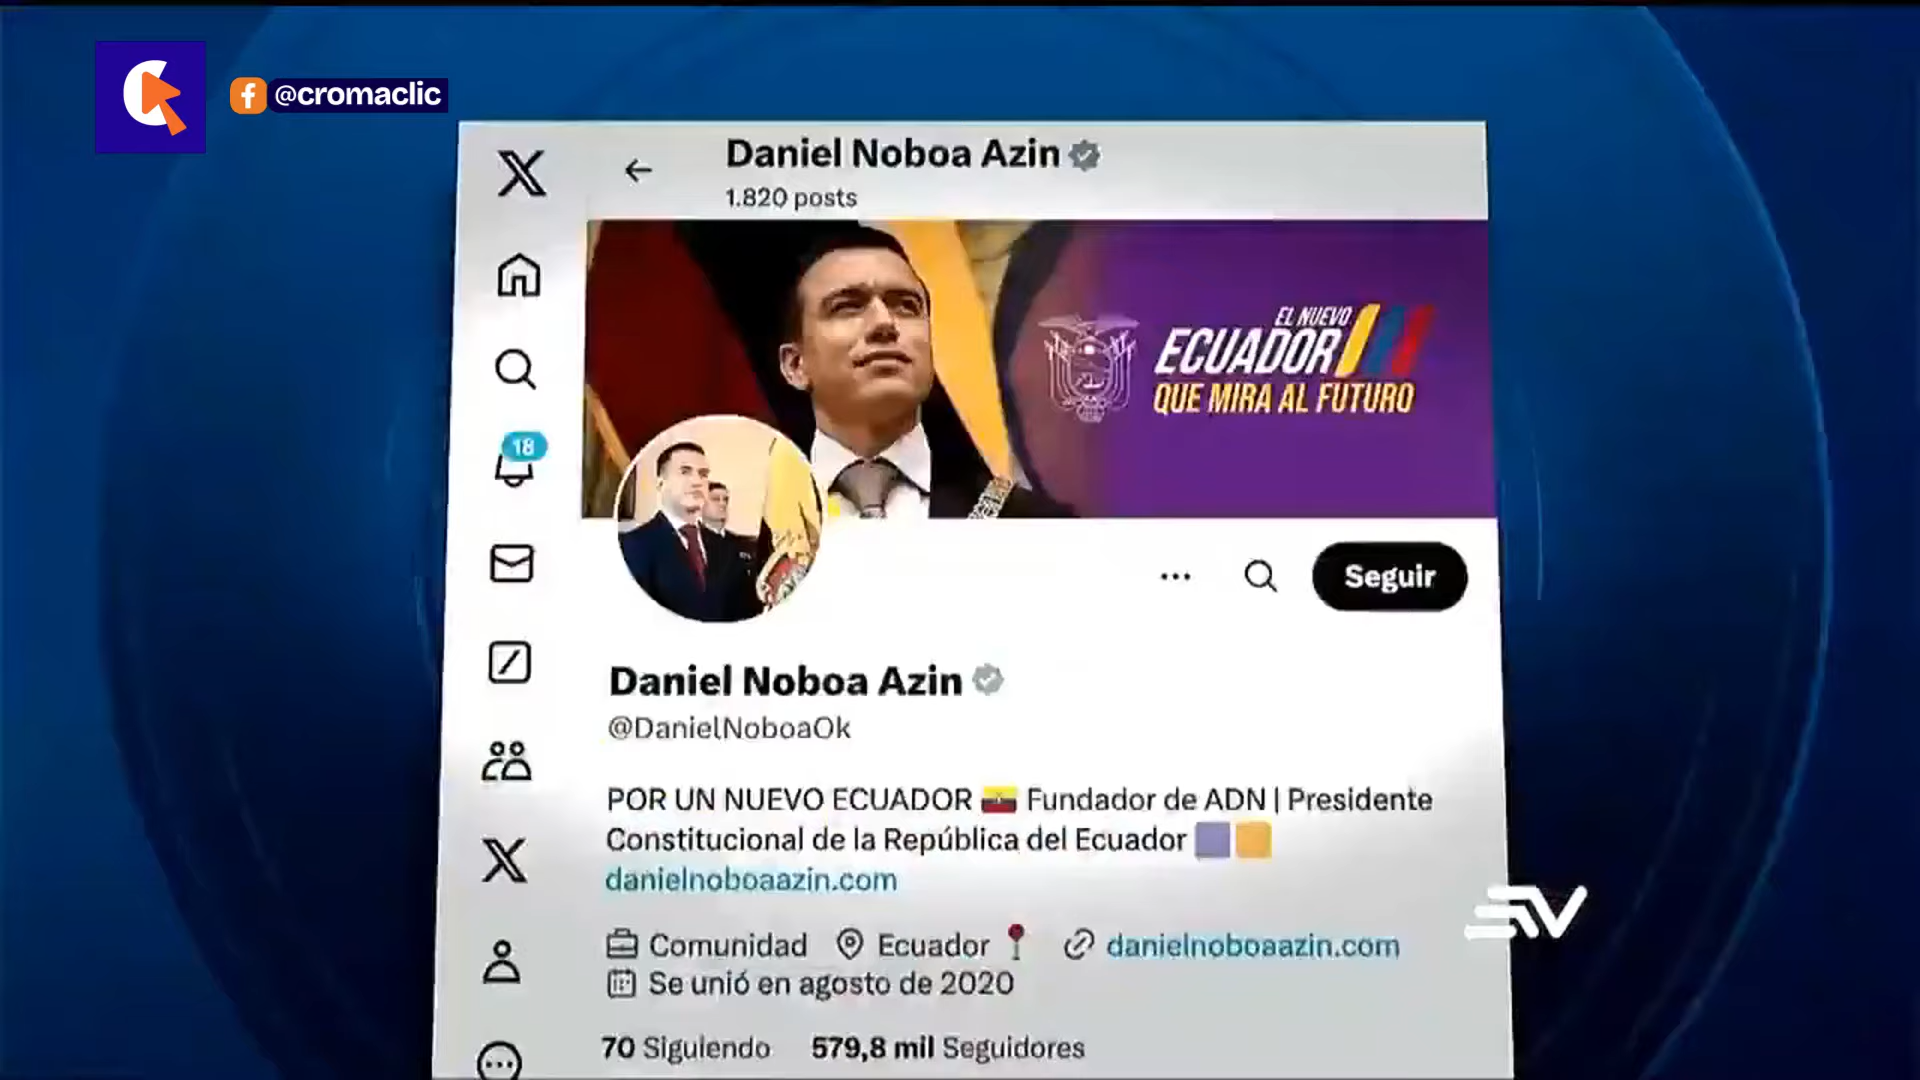 @cromaclic
Daniel Noboa Azin
1.820 posts
EL NUEVO
ECUADOR
QUE MIRA AL FUTURO
18
Seguir
Daniel Noboa Azin
@DanielNoboaOk
POR UN NUEVO ECUADOR 🇪🇨 Fundador de ADN | Presidente
Constitucional de la República del Ecuador 🟪🟧
danielnoboaazin.com
Comunidad Ecuador 📍 danielnoboaazin.com
Se unió en agosto de 2020
70 Siguiendo 579,8 mil Seguidores